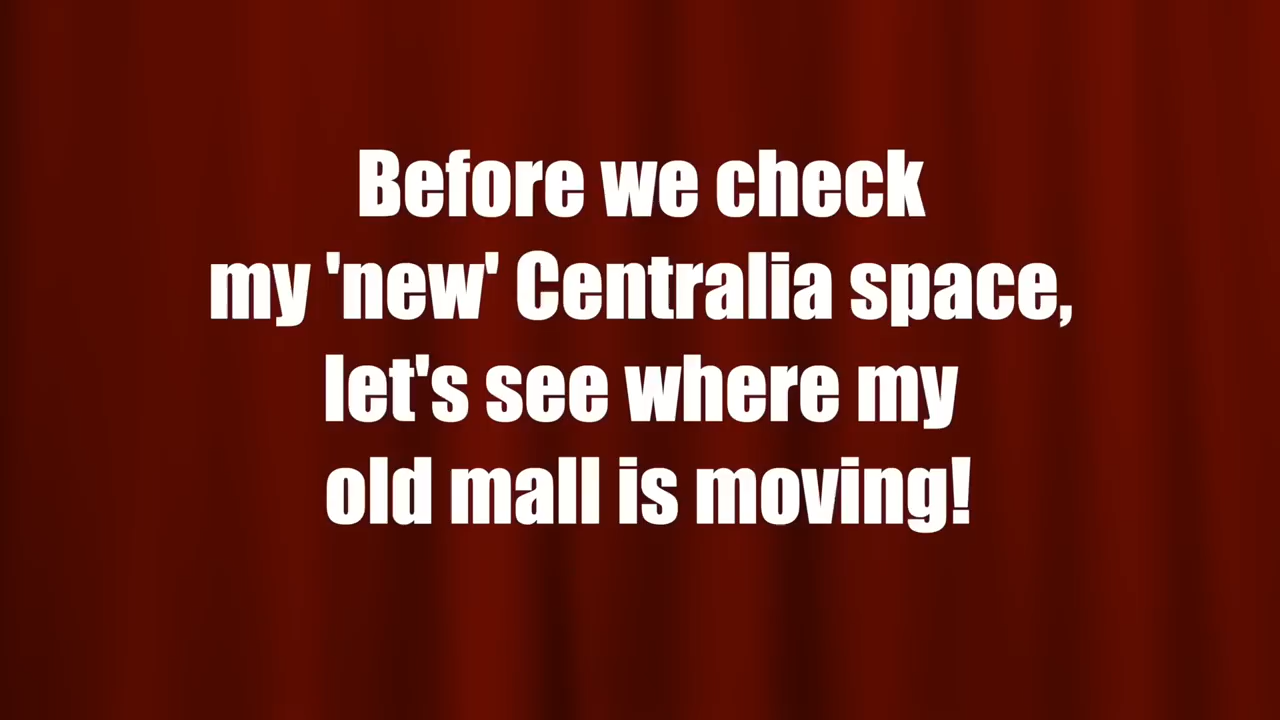 Before we check
my 'new' Centralia space,
let's see where my
old mall is moving!